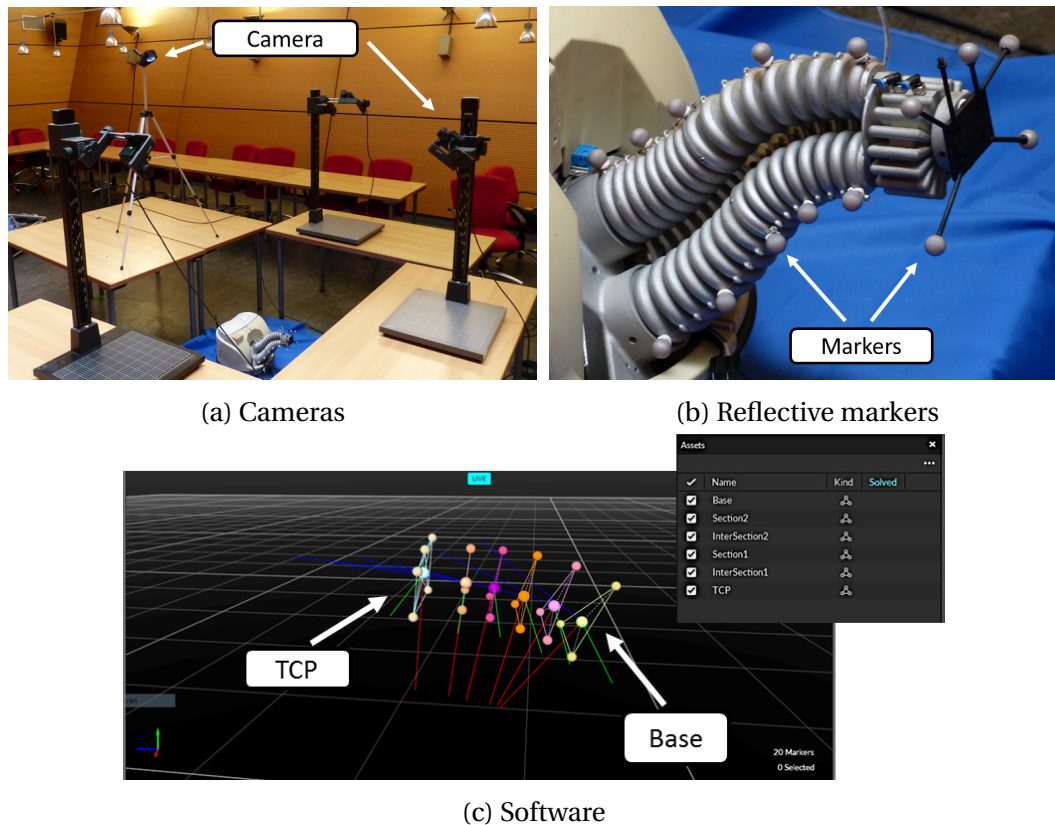 Camera
Markers
(a) Cameras
(b) Reflective markers
Assets
Name Kind Solved
Base
Section2
InterSection2
Section1
InterSection1
TCP
LIVE
TCP
Base
20 Markers
0 Selected
(c) Software